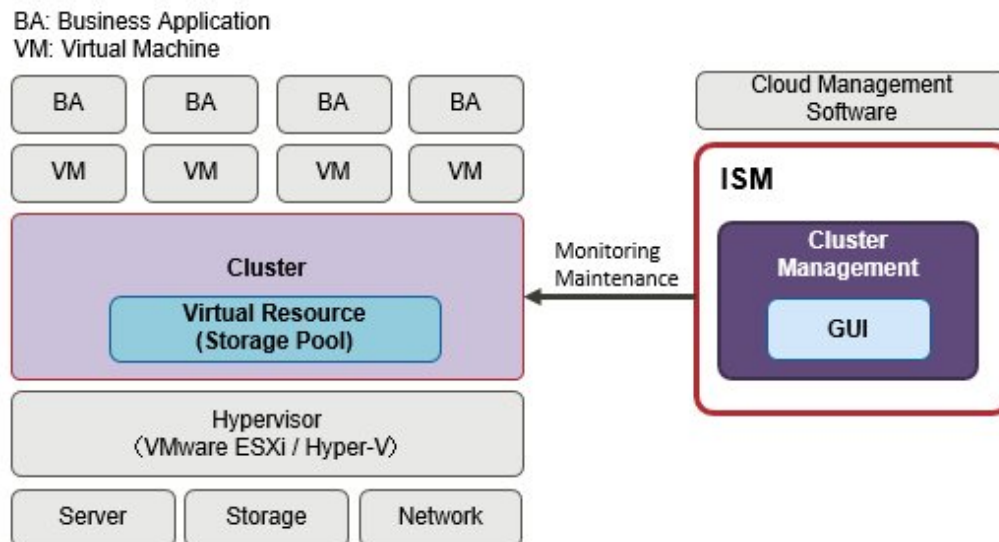 BA: Business Application
VM: Virtual Machine
BA BA BA BA
VM VM VM VM
Cluster
Virtual Resource
(Storage Pool)
Hypervisor
（VMware ESXi / Hyper-V）
Server Storage Network
Monitoring
Maintenance
Cloud Management
Software
ISM
Cluster
Management
GUI